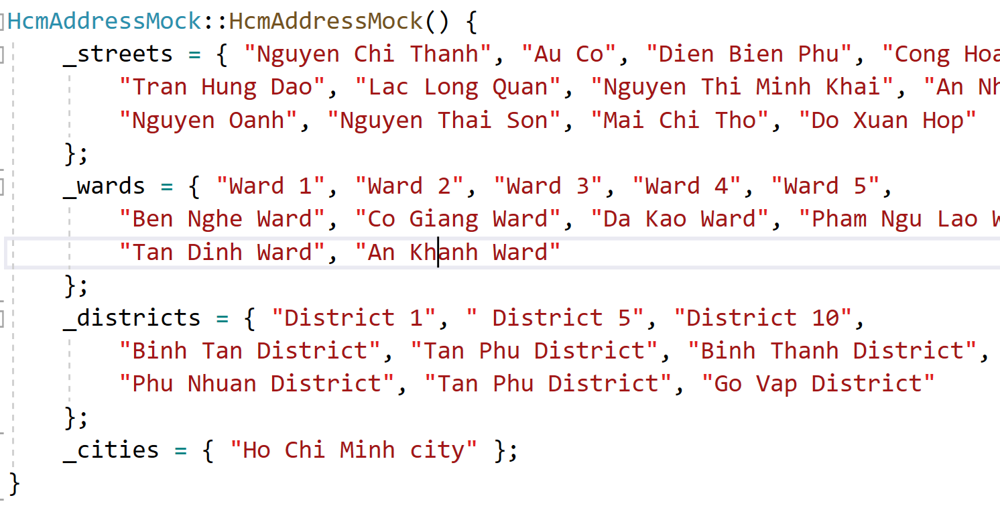 HcmAddressMock::HcmAddressMock() {
_streets = { "Nguyen Chi Thanh", "Au Co", "Dien Bien Phu", "Cong
"Tran Hung Dao", "Lac Long Quan", "Nguyen Thi Minh Khai", "An
"Nguyen Oanh", "Nguyen Thai Son", "Mai Chi Tho", "Do Xuan Hop"
};
_wards = { "Ward 1", "Ward 2", "Ward 3", "Ward 4", "Ward 5",
"Ben Nghe Ward", "Co Giang Ward", "Da Kao Ward", "Pham Ngu Lao
"Tan Dinh Ward", "An Khanh Ward"
};
_districts = { "District 1", " District 5", "District 10",
"Binh Tan District", "Tan Phu District", "Binh Thanh District",
"Phu Nhuan District", "Tan Phu District", "Go Vap District"
};
_cities = { "Ho Chi Minh city" };
}